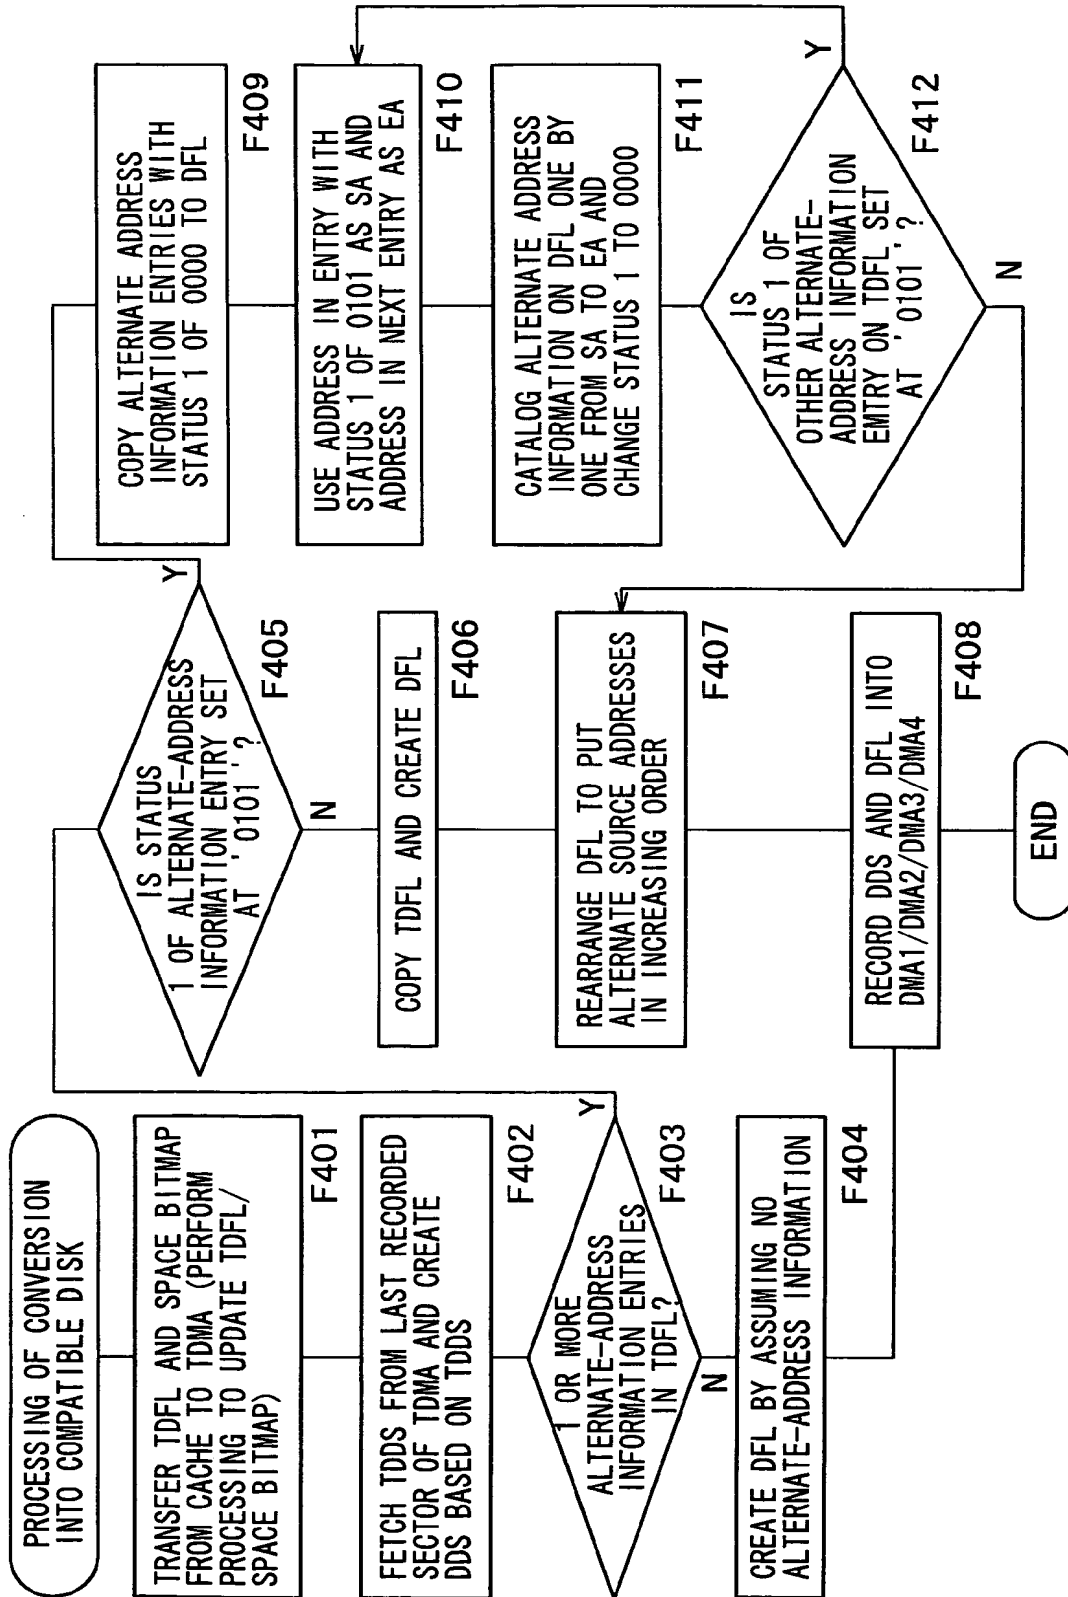 PROCESSING OF CONVERSION
INTO COMPATIBLE DISK
TRANSFER TDFL AND SPACE BITMAP
FROM CACHE TO TDMA (PERFORM
PROCESSING TO UPDATE TDFL/
SPACE BITMAP)
F401
FETCH TDDS FROM LAST RECORDED
SECTOR OF TDMA AND CREATE
DDS BASED ON TDDS
F402
1 OR MORE
ALTERNATE-ADDRESS
INFORMATION ENTRIES
IN TDFL?
F403
Y
N
CREATE DFL BY ASSUMING NO
ALTERNATE-ADDRESS INFORMATION
F404
IS STATUS
1 OF ALTERNATE-ADDRESS
INFORMATION ENTRY SET
AT '0101'?
F405
Y
N
COPY TDFL AND CREATE DFL
F406
REARRANGE DFL TO PUT
ALTERNATE SOURCE ADDRESSES
IN INCREASING ORDER
F407
RECORD DDS AND DFL INTO
DMA1/DMA2/DMA3/DMA4
F408
END
COPY ALTERNATE ADDRESS
INFORMATION ENTRIES WITH
STATUS 1 OF 0000 TO DFL
F409
USE ADDRESS IN ENTRY WITH
STATUS 1 OF 0101 AS SA AND
ADDRESS IN NEXT ENTRY AS EA
F410
CATALOG ALTERNATE ADDRESS
INFORMATION ON DFL ONE BY
ONE FROM SA TO EA AND
CHANGE STATUS 1 TO 0000
F411
IS
STATUS 1 OF
OTHER ALTERNATE-
ADDRESS INFORMATION
EMTRY ON TDFL SET
AT '0101'?
F412
Y
N